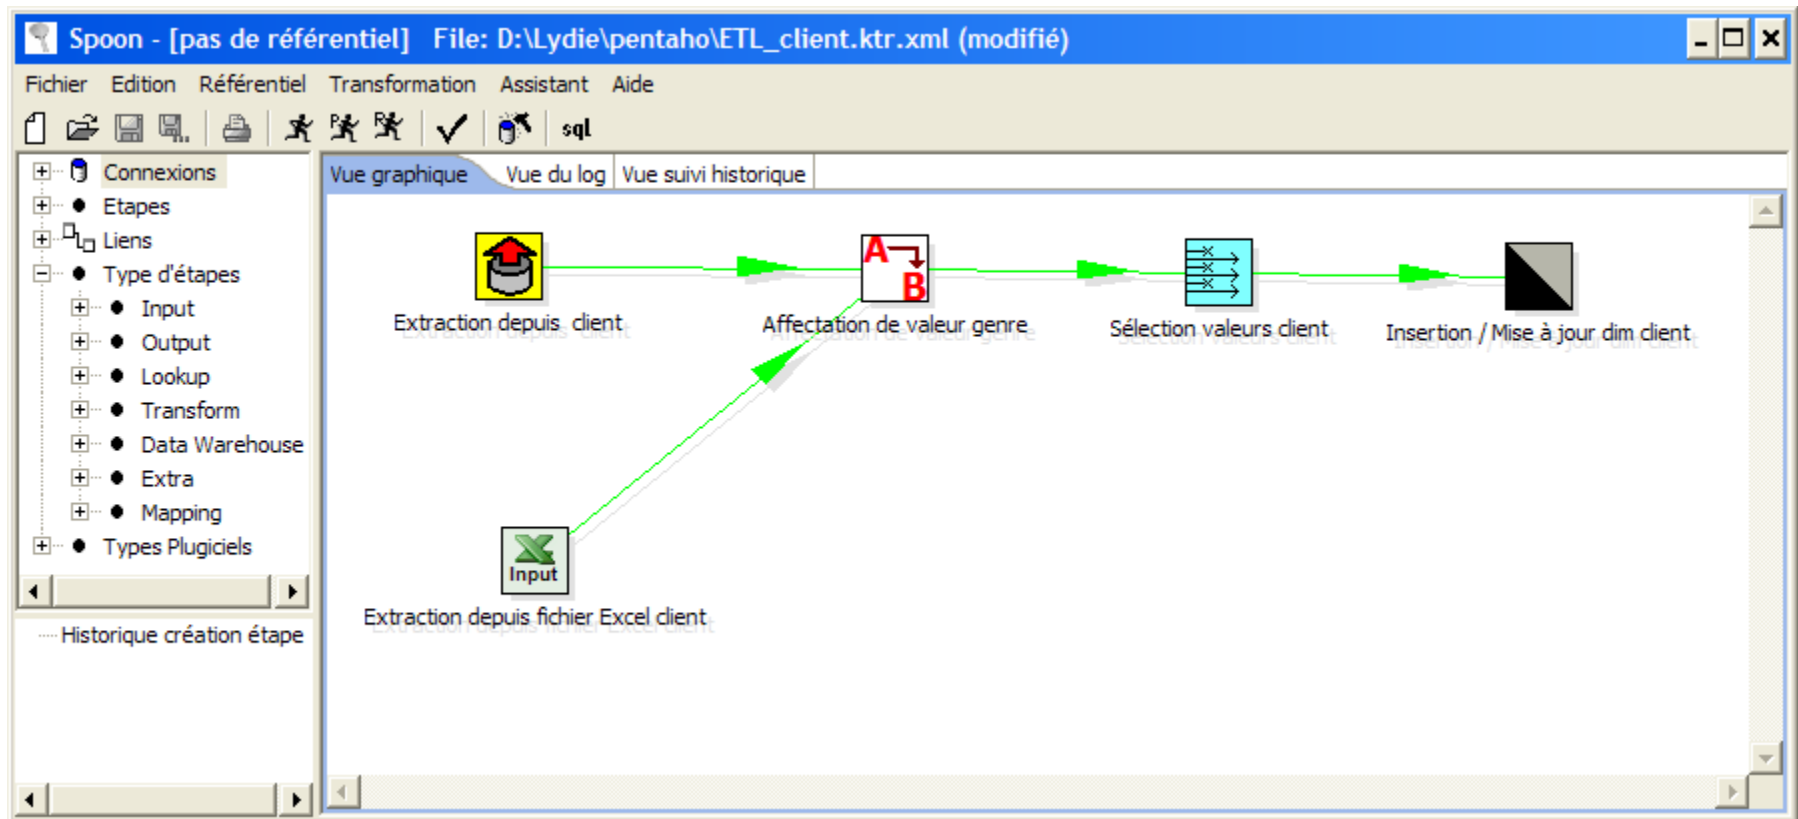 Spoon - [pas de référentiel] File: D:\Lydie\pentaho\ETL_client.ktr.xml (modifié)
Fichier Edition Référentiel Transformation Assistant Aide
P R sql
Connexions
Etapes
Liens
Type d'étapes
Input
Output
Lookup
Transform
Data Warehouse
Extra
Mapping
Types Plugiciels
Historique création étape
Vue graphique Vue du log Vue suivi historique
A
B
Extraction depuis client
Affectation de valeur genre
Sélection valeurs client
Insertion / Mise à jour dim client
Input
Extraction depuis fichier Excel client